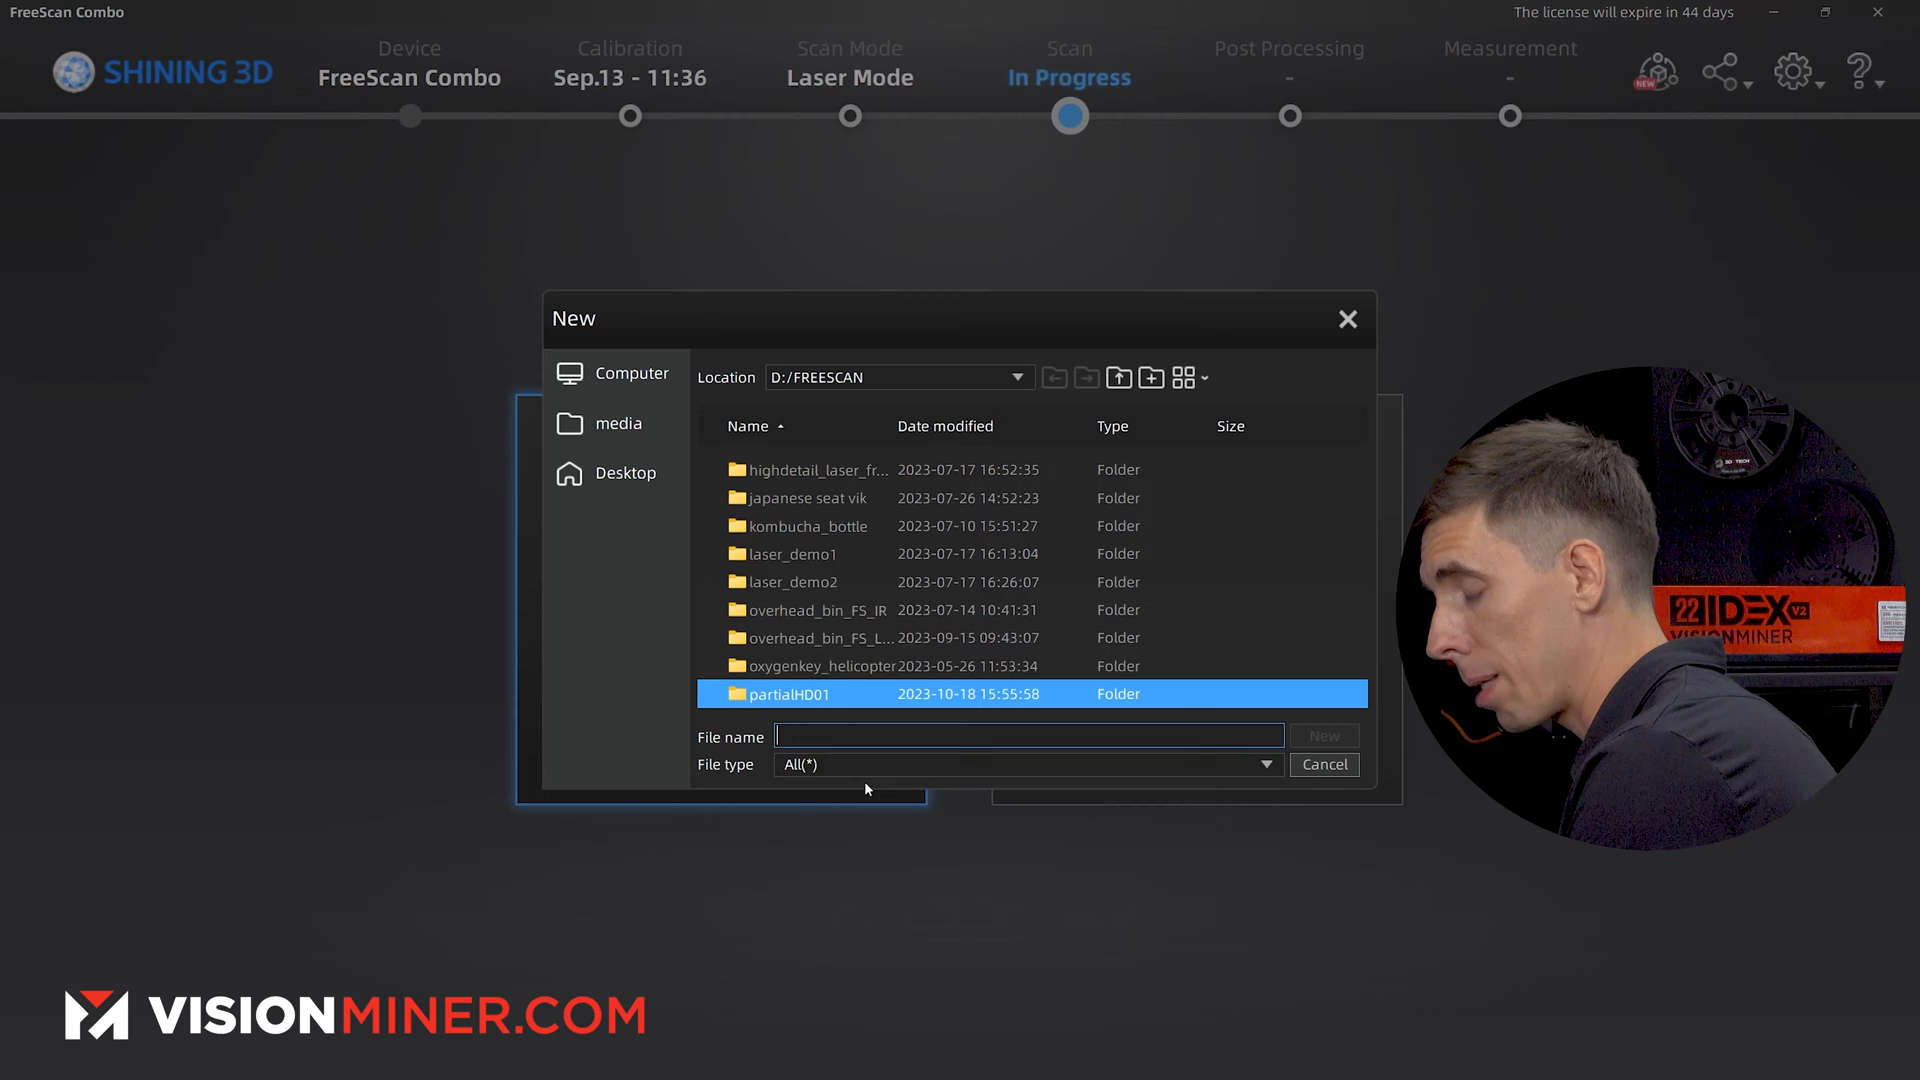 FreeScan Combo
The license will expire in 44 days
SHINING 3D
Device
FreeScan Combo
Calibration
Sep.13 - 11:36
Scan Mode
Laser Mode
Scan
In Progress
Post Processing
-
Measurement
-
NEW
New
Computer
media
Desktop
Location D:/FREESCAN
Name Date modified Type Size
highdetail_laser_fr... 2023-07-17 16:52:35 Folder
japanese seat vik 2023-07-26 14:52:23 Folder
kombucha_bottle 2023-07-10 15:51:27 Folder
laser_demo1 2023-07-17 16:13:04 Folder
laser_demo2 2023-07-17 16:26:07 Folder
overhead_bin_FS_IR 2023-07-14 10:41:31 Folder
overhead_bin_FS_L... 2023-09-15 09:43:07 Folder
oxygenkey_helicopter 2023-05-26 11:53:34 Folder
partialHD01 2023-10-18 15:55:58 Folder
File name New
File type All(*) Cancel
3DXTECH
22 IDEX V2
VISIONMINER
VISIONMINER.COM